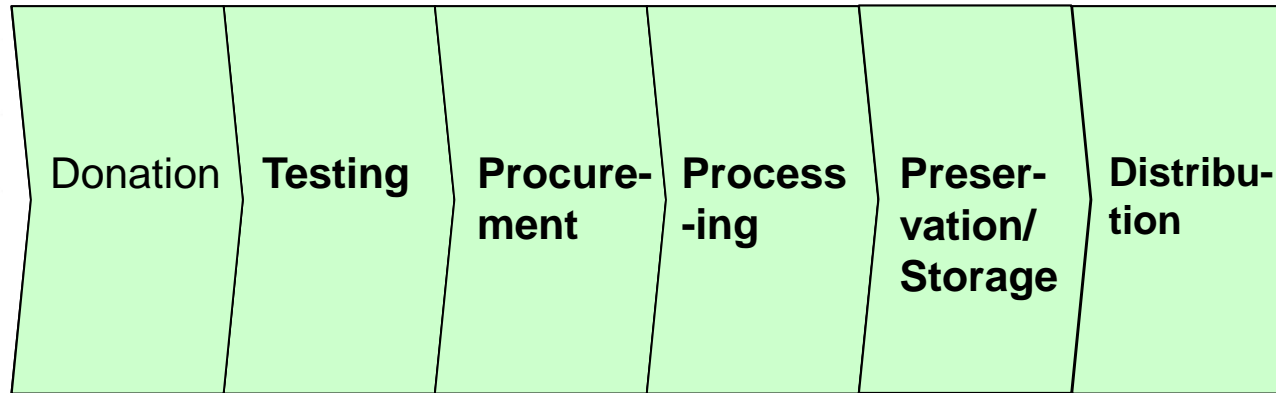 Donation
Testing
Procure-
ment
Process
-ing
Preser-
vation/
Storage
Distribu-
tion